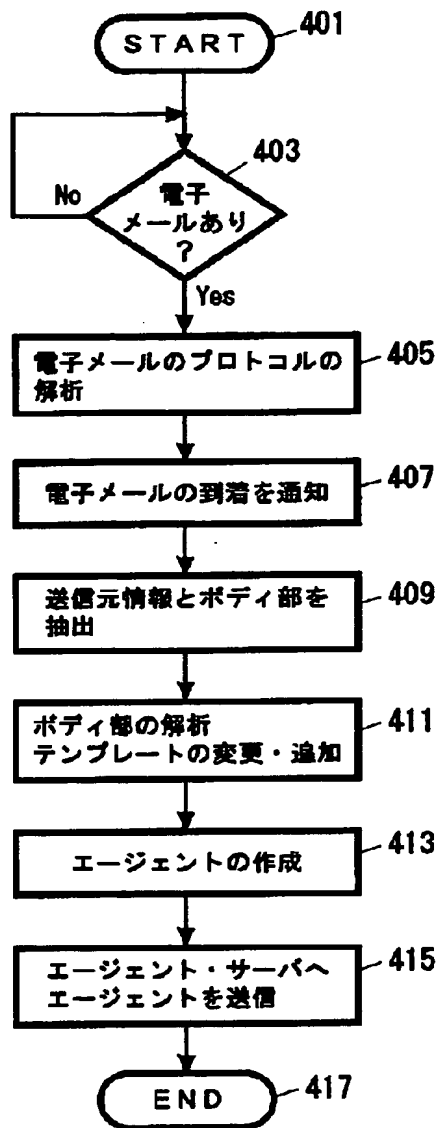 START
401
403
電子
メールあり
?
No
Yes
電子メールのプロトコルの
解析
405
電子メールの到着を通知
407
送信元情報とボディ部を
抽出
409
ボディ部の解析
テンプレートの変更・追加
411
エージェントの作成
413
エージェント・サーバへ
エージェントを送信
415
END
417